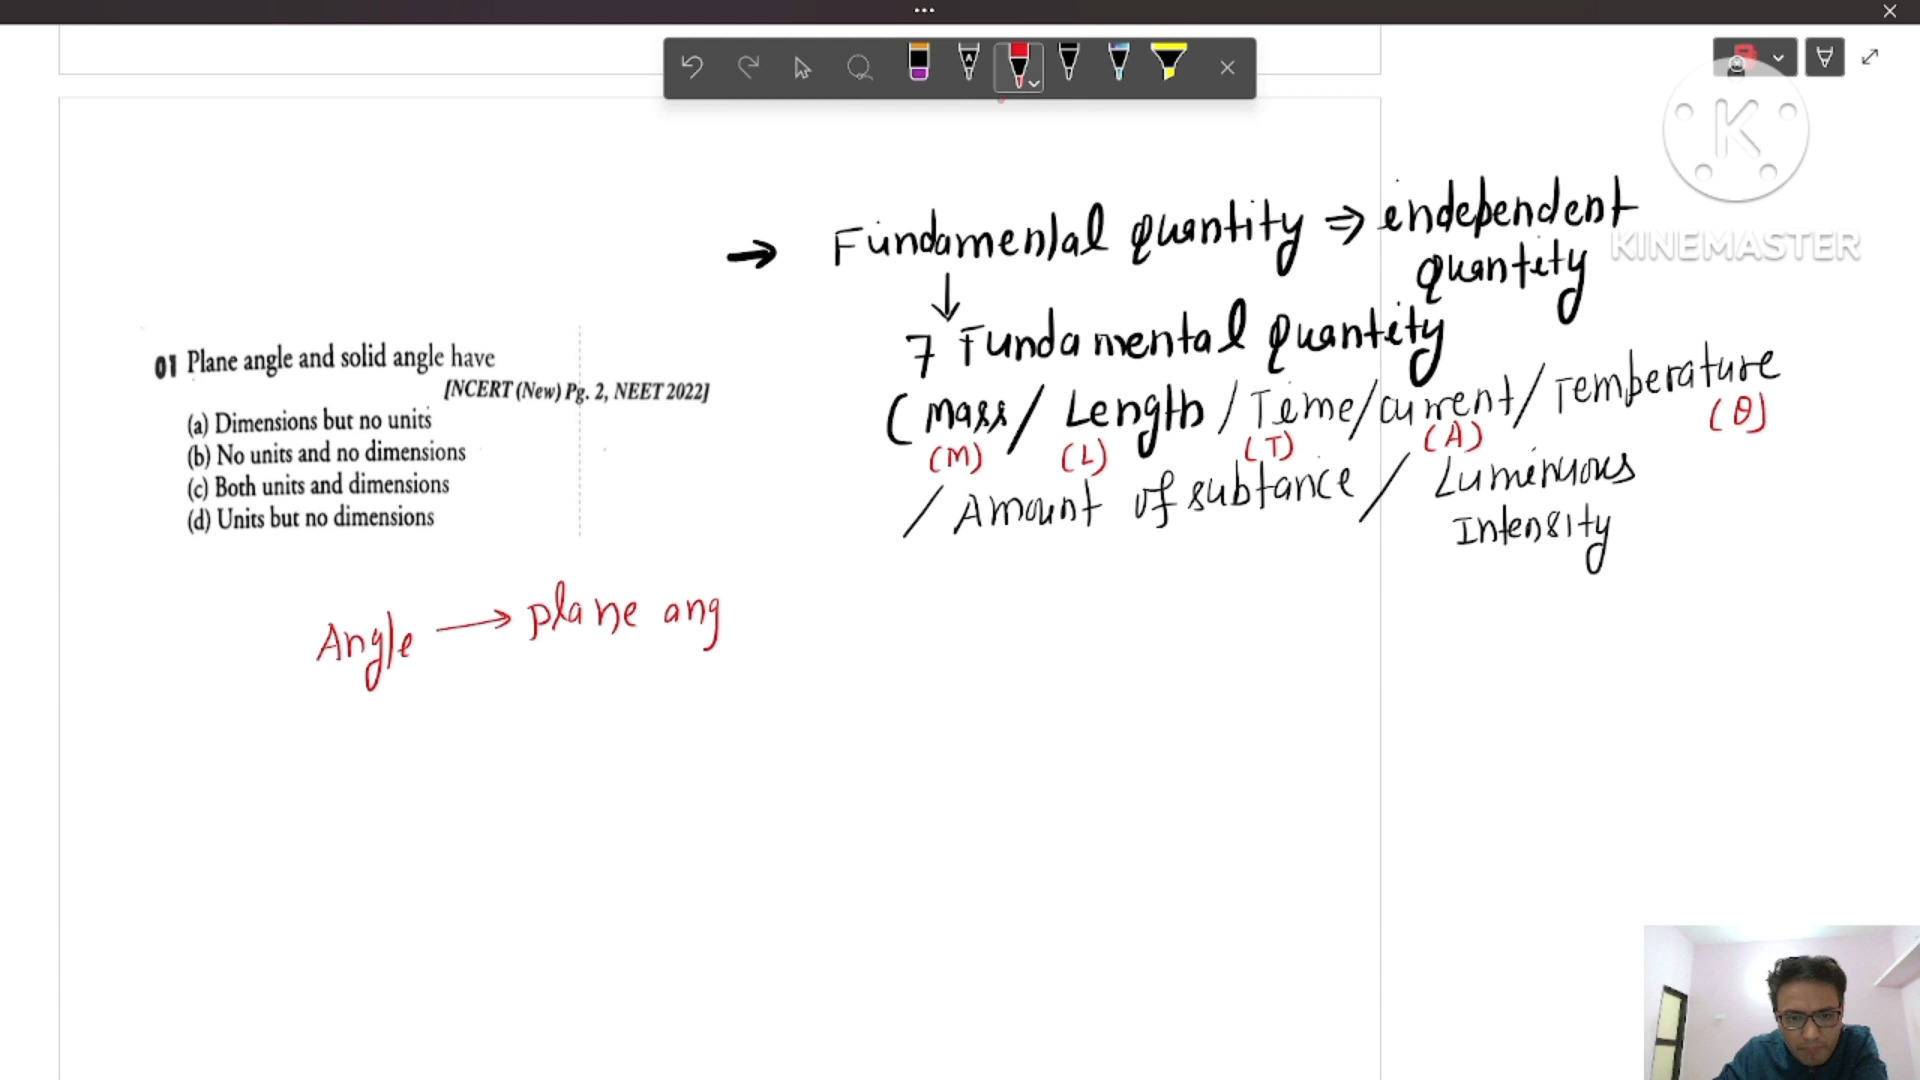 01 Plane angle and solid angle have
[NCERT (New) Pg. 2, NEET 2022]
(a) Dimensions but no units
(b) No units and no dimensions
(c) Both units and dimensions
(d) Units but no dimensions
→ Fundamental quantity ⇒ endependent
quantity
↓
7 Fundamental quantity
(Mass/ Length / Time/current/ Temperature
(M) (L) (T) (A) (θ)
/ Amount of subtance / Luminuous
Intensity
Angle → plane ang
K
KINEMASTER